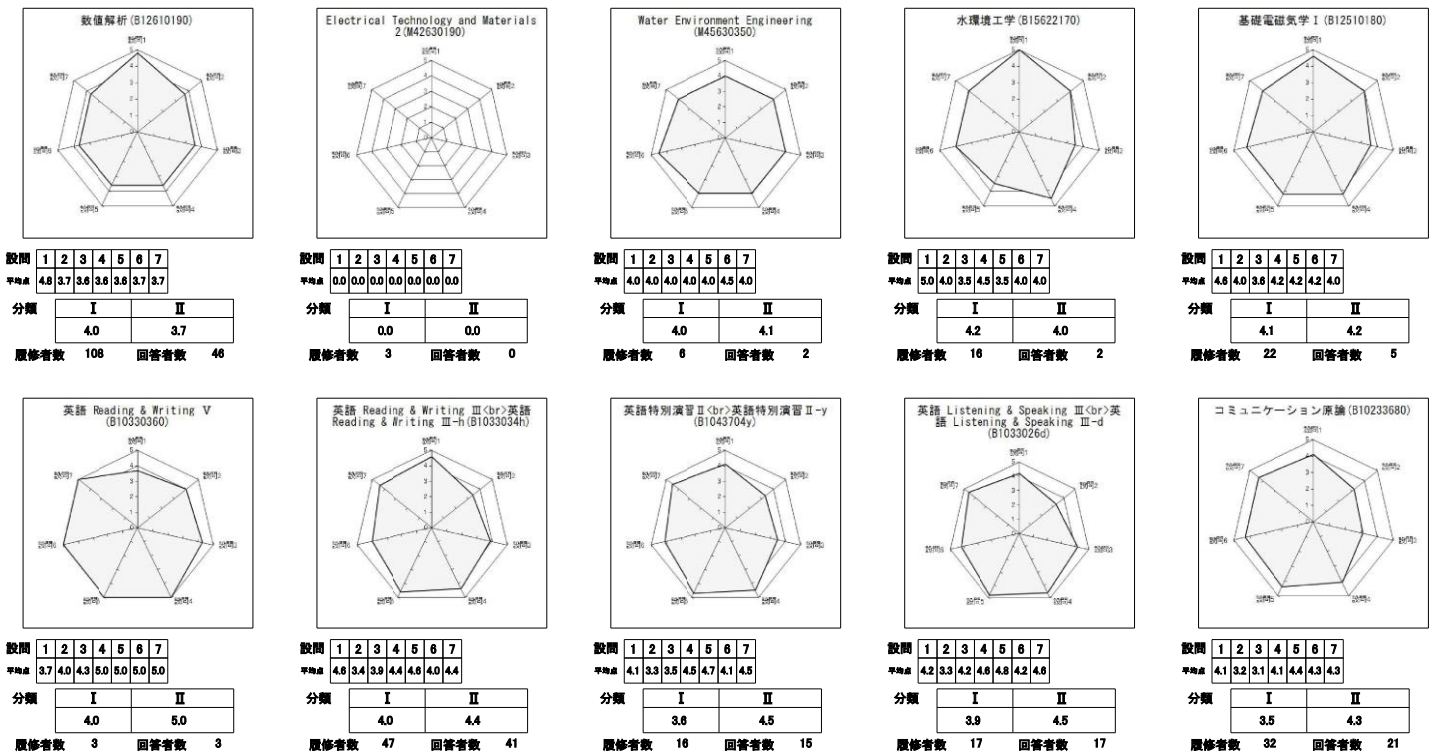 数値解析(B12610190)
設問 1 2 3 4 5 6 7
平均点 4.8 3.7 3.6 3.6 3.6 3.7 3.7
分類 Ⅰ Ⅱ
4.0 3.7
履修者数 108 回答者数 46
Electrical Technology and Materials
2(M42630190)
設問 1 2 3 4 5 6 7
平均点 0.0 0.0 0.0 0.0 0.0 0.0 0.0
分類 Ⅰ Ⅱ
0.0 0.0
履修者数 3 回答者数 0
Water Environment Engineering
(M45630350)
設問 1 2 3 4 5 6 7
平均点 4.0 4.0 4.0 4.0 4.0 4.5 4.0
分類 Ⅰ Ⅱ
4.0 4.1
履修者数 6 回答者数 2
水環境工学(B15622170)
設問 1 2 3 4 5 6 7
平均点 5.0 4.0 3.5 4.5 3.5 4.0 4.0
分類 Ⅰ Ⅱ
4.2 4.0
履修者数 16 回答者数 2
基礎電磁気学Ⅰ(B12510180)
設問 1 2 3 4 5 6 7
平均点 4.6 4.0 3.6 4.2 4.2 4.2 4.0
分類 Ⅰ Ⅱ
4.1 4.2
履修者数 22 回答者数 5
英語 Reading & Writing Ⅴ
(B10330360)
設問 1 2 3 4 5 6 7
平均点 3.7 4.0 4.3 5.0 5.0 5.0 5.0
分類 Ⅰ Ⅱ
4.0 5.0
履修者数 3 回答者数 3
英語 Reading & Writing Ⅲ<br>英語
Reading & Writing Ⅲ-h(B1033034h)
設問 1 2 3 4 5 6 7
平均点 4.6 3.4 3.9 4.4 4.6 4.0 4.4
分類 Ⅰ Ⅱ
4.0 4.4
履修者数 47 回答者数 41
英語特別演習Ⅱ<br>英語特別演習Ⅱ-y
(B1043704y)
設問 1 2 3 4 5 6 7
平均点 4.1 3.3 3.5 4.5 4.7 4.1 4.5
分類 Ⅰ Ⅱ
3.6 4.5
履修者数 16 回答者数 15
英語 Listening & Speaking Ⅲ<br>英
語 Listening & Speaking Ⅲ-d
(B1033026d)
設問 1 2 3 4 5 6 7
平均点 4.2 3.3 4.2 4.6 4.8 4.2 4.6
分類 Ⅰ Ⅱ
3.9 4.5
履修者数 17 回答者数 17
コミュニケーション原論(B10233680)
設問 1 2 3 4 5 6 7
平均点 4.1 3.2 3.1 4.1 4.4 4.3 4.3
分類 Ⅰ Ⅱ
3.5 4.3
履修者数 32 回答者数 21